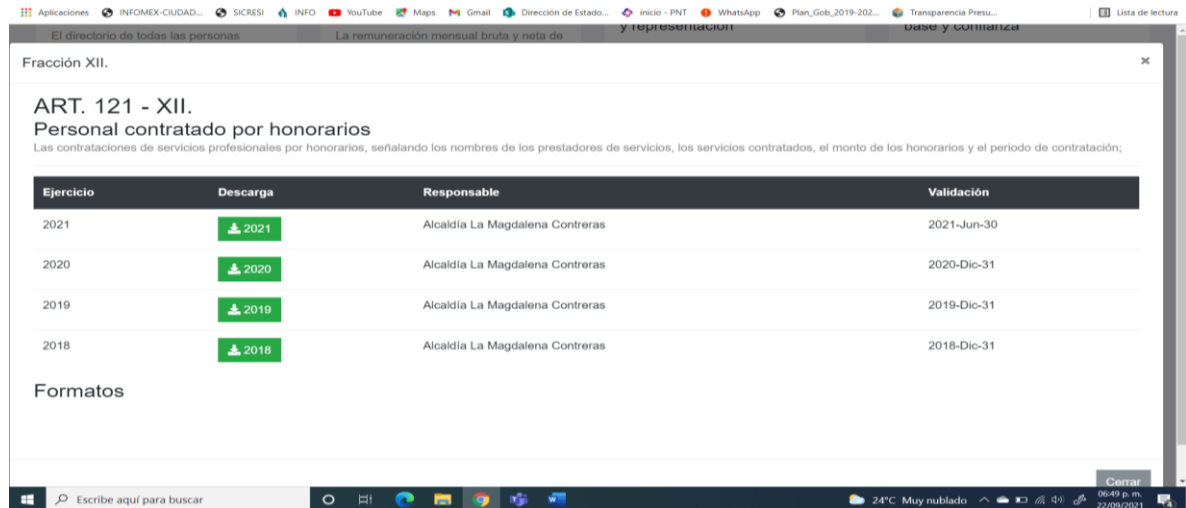 Aplicaciones INFOMEX-CIUDAD... SICRESI INFO YouTube Maps Gmail Dirección de Estado... inicio - PNT WhatsApp Plan_Gob_2019-202... Transparencia Presu... Lista de lectura
El directorio de todas las personas La remuneración mensual bruta y neta de y representación base y confianza
Fracción XII. ×
ART. 121 - XII.
Personal contratado por honorarios
Las contrataciones de servicios profesionales por honorarios, señalando los nombres de los prestadores de servicios, los servicios contratados, el monto de los honorarios y el periodo de contratación;
Ejercicio Descarga Responsable Validación
2021 2021 Alcaldía La Magdalena Contreras 2021-Jun-30
2020 2020 Alcaldía La Magdalena Contreras 2020-Dic-31
2019 2019 Alcaldía La Magdalena Contreras 2019-Dic-31
2018 2018 Alcaldía La Magdalena Contreras 2018-Dic-31
Formatos
Cerrar
Escribe aquí para buscar 24°C Muy nublado 06:49 p. m.
22/09/2021